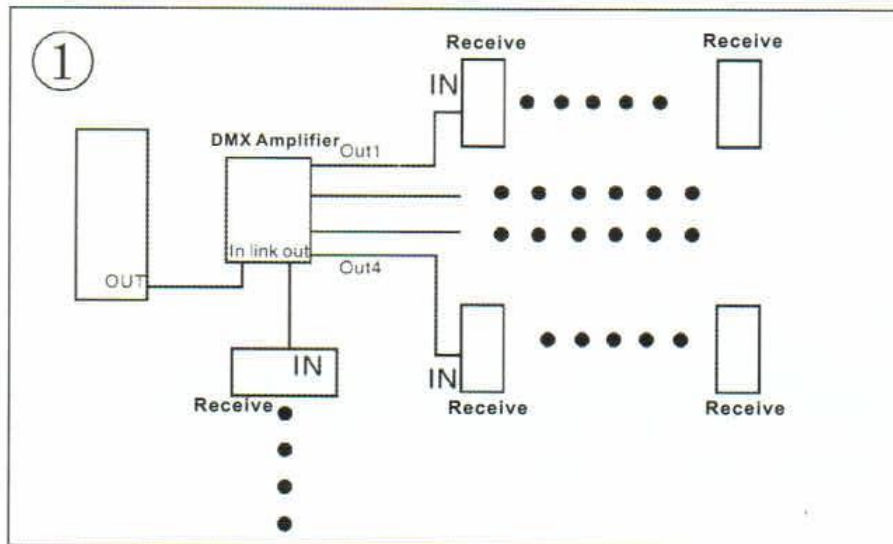 ①
Receive
Receive
IN
DMX Amplifier
Out1
In link out
OUT
Out4
IN
Receive
IN
Receive
Receive